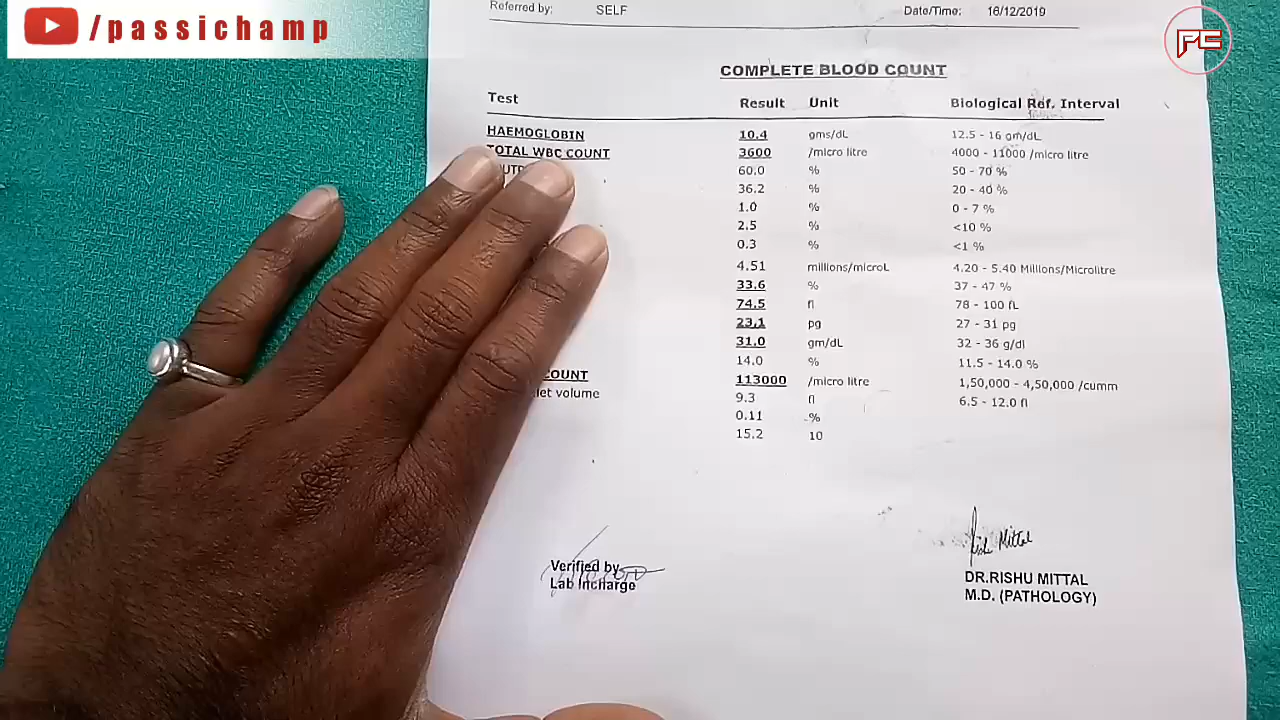 /passichamp
PC
Referred by: SELF Date/Time: 16/12/2019
COMPLETE BLOOD COUNT
Test Result Unit Biological Ref. Interval
HAEMOGLOBIN 10.4 gms/dL 12.5 - 16 gm/dL
TOTAL WBC COUNT 3600 /micro litre 4000 - 11000 /micro litre
60.0 % 50 - 70 %
36.2 % 20 - 40 %
1.0 % 0 - 7 %
2.5 % <10 %
0.3 % <1 %
4.51 millions/microL 4.20 - 5.40 Millions/Microlitre
33.6 % 37 - 47 %
74.5 fl 78 - 100 fL
23.1 pg 27 - 31 pg
31.0 gm/dL 32 - 36 g/dl
14.0 % 11.5 - 14.0 %
OUNT 113000 /micro litre 1,50,000 - 4,50,000 /cumm
let volume 9.3 fl 6.5 - 12.0 fl
0.11 %
15.2 10
Rishu Mittal
Verified by
Lab Incharge
DR.RISHU MITTAL
M.D. (PATHOLOGY)